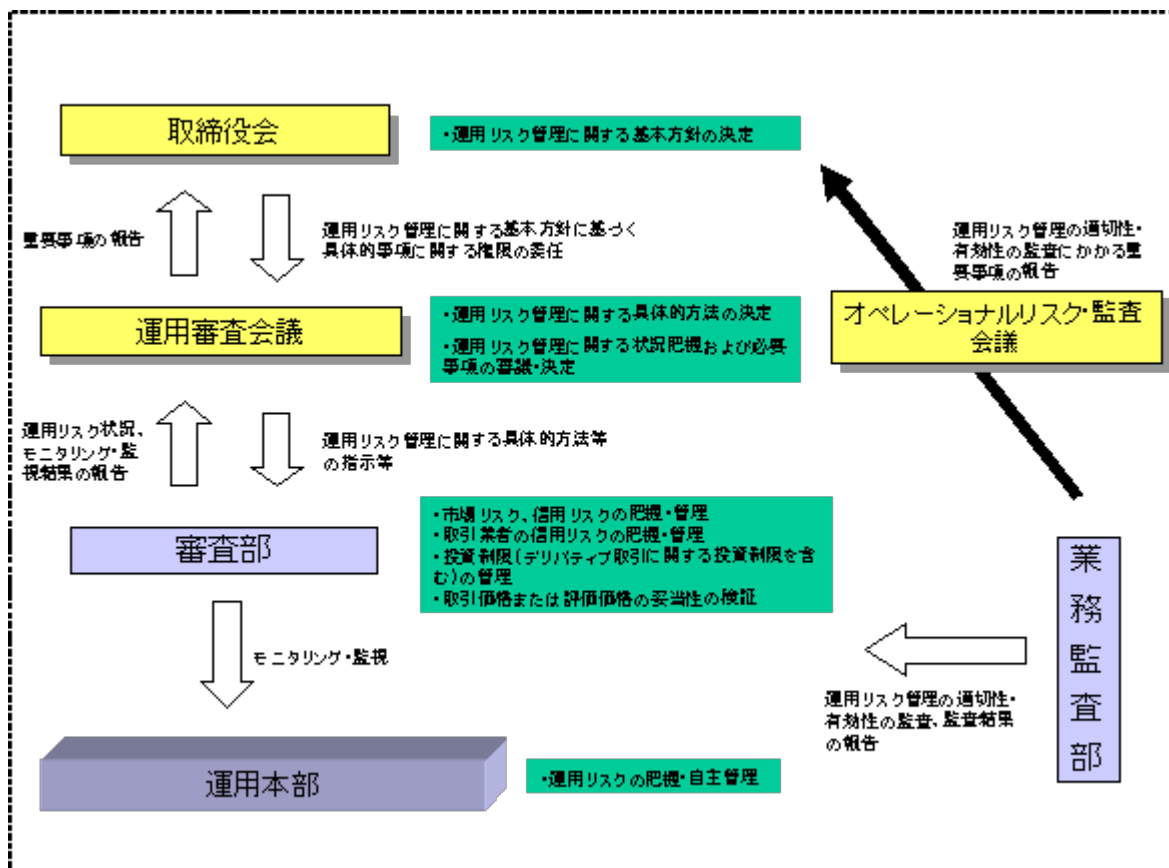 取締役会
・運用リスク管理に関する基本方針の決定
重要事項の報告
運用リスク管理に関する基本方針に基づく
具体的事項に関する権限の委任
運用リスク管理の適切性・
有効性の監査にかかる重
要事項の報告
運用審査会議
・運用リスク管理に関する具体的方法の決定
・運用リスク管理に関する状況把握および必要
事項の審議・決定
オペレーショナルリスク・監査
会議
運用リスク状況、
モニタリング・監
視結果の報告
運用リスク管理に関する具体的方法等
の指示等
審査部
・市場リスク、信用リスクの把握・管理
・取引業者の信用リスクの把握・管理
・投資制限(デリバティブ取引に関する投資制限を含
む)の管理
・取引価格または評価価格の妥当性の検証
業務監査部
モニタリング・監視
運用リスク管理の適切性・
有効性の監査、監査結果
の報告
運用本部
・運用リスクの把握・自主管理